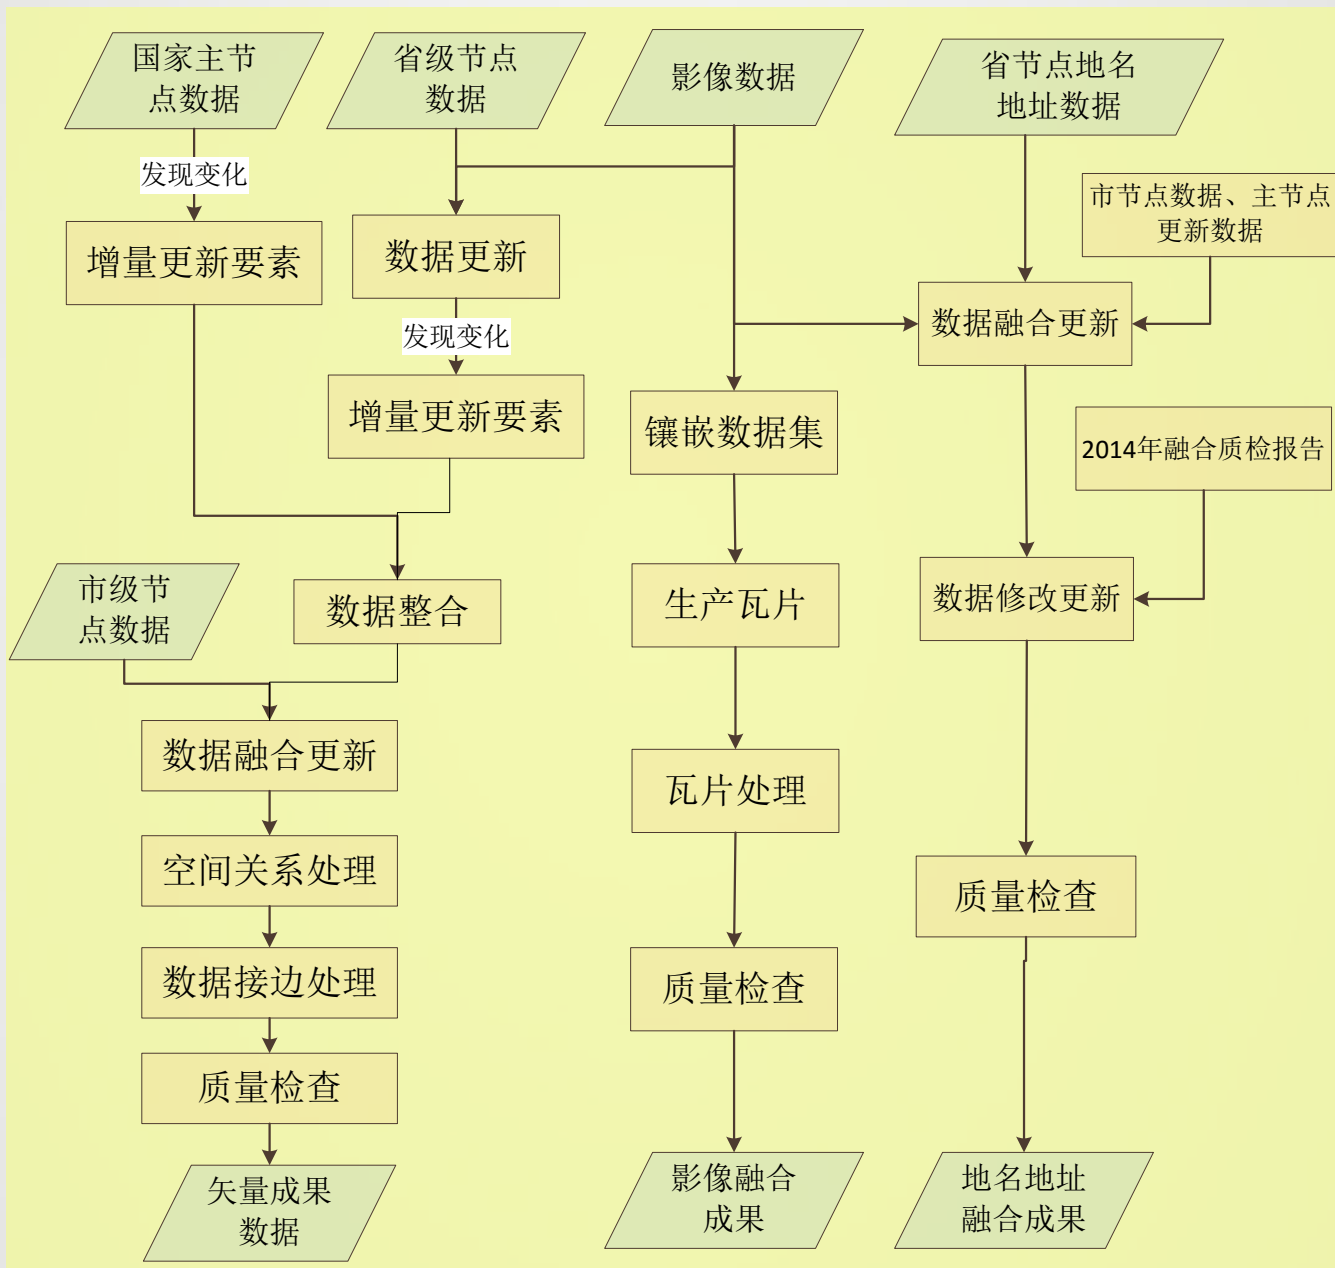 国家主节
点数据
省级节点
数据
影像数据
省节点地名
地址数据
发现变化
市节点数据、主节点
更新数据
增量更新要素
数据更新
数据融合更新
发现变化
增量更新要素
镶嵌数据集
2014年融合质检报告
市级节
点数据
数据整合
生产瓦片
数据修改更新
数据融合更新
瓦片处理
空间关系处理
质量检查
数据接边处理
质量检查
质量检查
矢量成果
数据
影像融合
成果
地名地址
融合成果